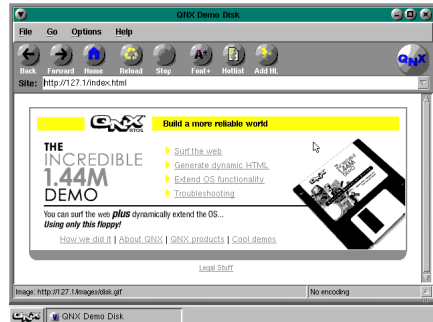 QNX Demo Disk
File Go Options Help
Back Forward Home Reload Stop Font+ Hotlist Add HL
QNX
Site: http://127.1/index.html
QNX RTOS Build a more reliable world
THE
INCREDIBLE
1.44M
DEMO
Surf the web
Generate dynamic HTML
Extend OS functionality
Troubleshooting
You can surf the web plus dynamically extend the OS...
Using only this floppy!
How we did it | About QNX | QNX products | Cool demos
Legal Stuff
Image: http://127.1/images/disk.gif No encoding
QNX QNX Demo Disk